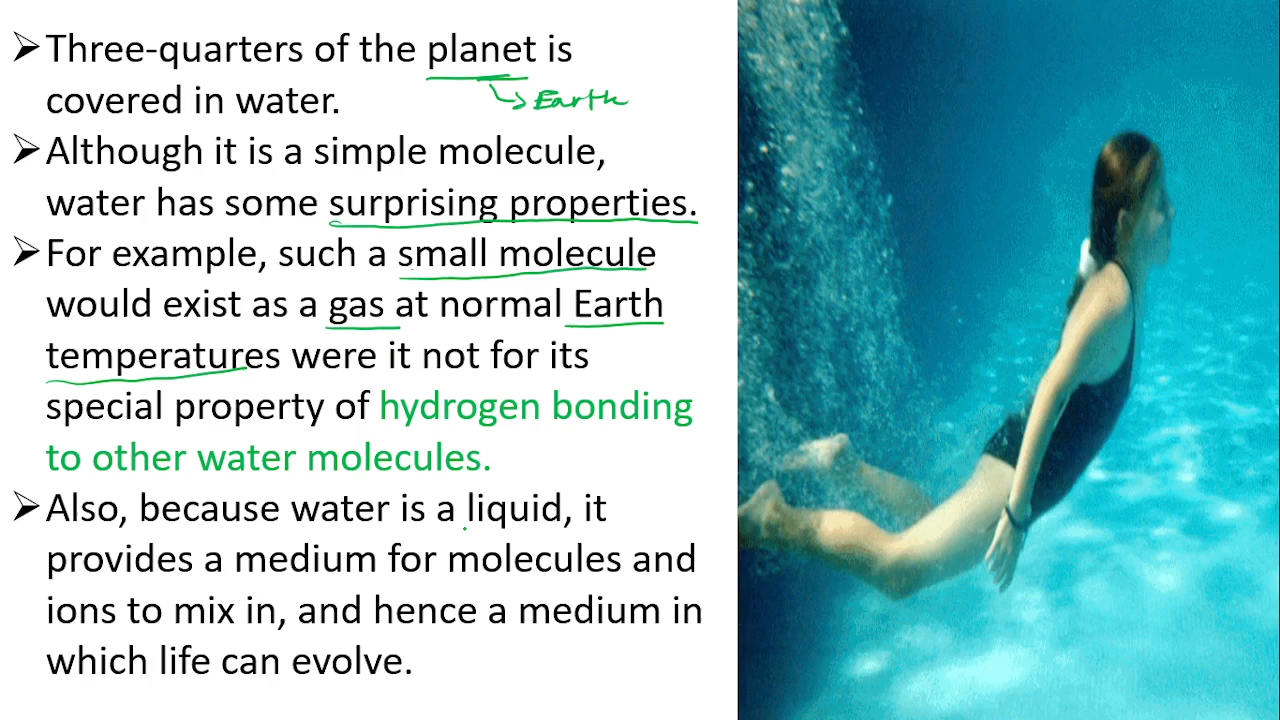 ➢Three-quarters of the planet is
covered in water.
Earth
➢Although it is a simple molecule,
water has some surprising properties.
➢For example, such a small molecule
would exist as a gas at normal Earth
temperatures were it not for its
special property of hydrogen bonding
to other water molecules.
➢Also, because water is a liquid, it
provides a medium for molecules and
ions to mix in, and hence a medium in
which life can evolve.